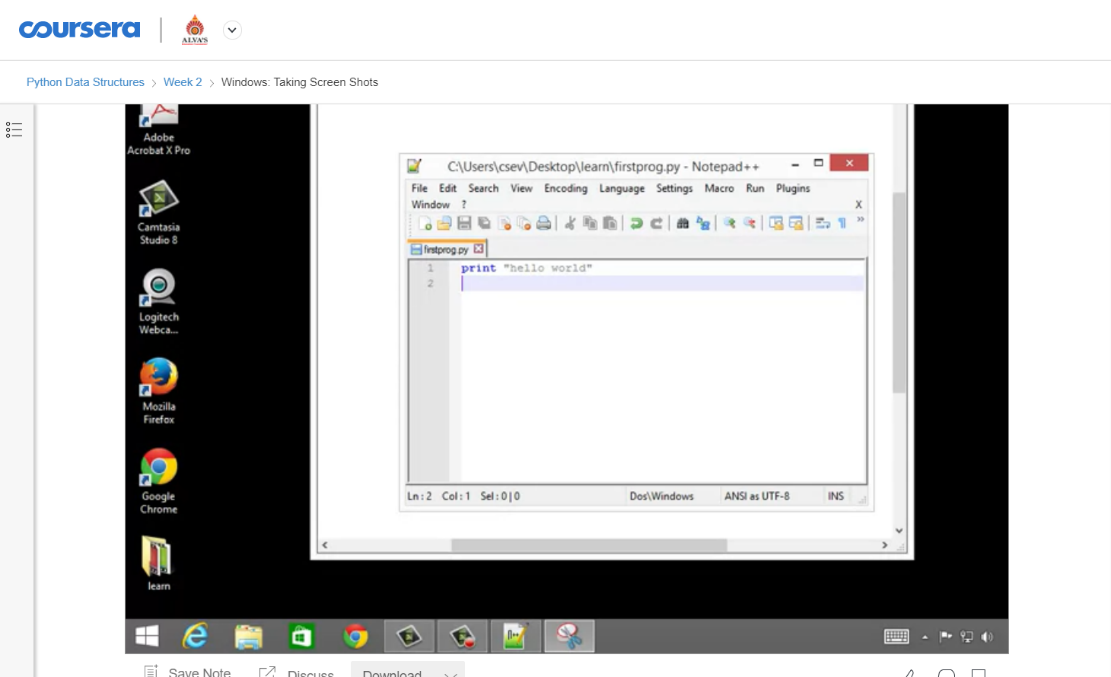 coursera
ALVA'S
Python Data Structures > Week 2 > Windows: Taking Screen Shots
Adobe
Acrobat X Pro
Camtasia
Studio 8
Logitech
Webca...
Mozilla
Firefox
Google
Chrome
learn
C:\Users\csev\Desktop\learn\firstprog.py - Notepad++
File Edit Search View Encoding Language Settings Macro Run Plugins
Window ? X
firstprog.py
1 print "hello world"
2
Ln : 2 Col : 1 Sel : 0 | 0 Dos\Windows ANSI as UTF-8 INS
Save Note Discuss Download